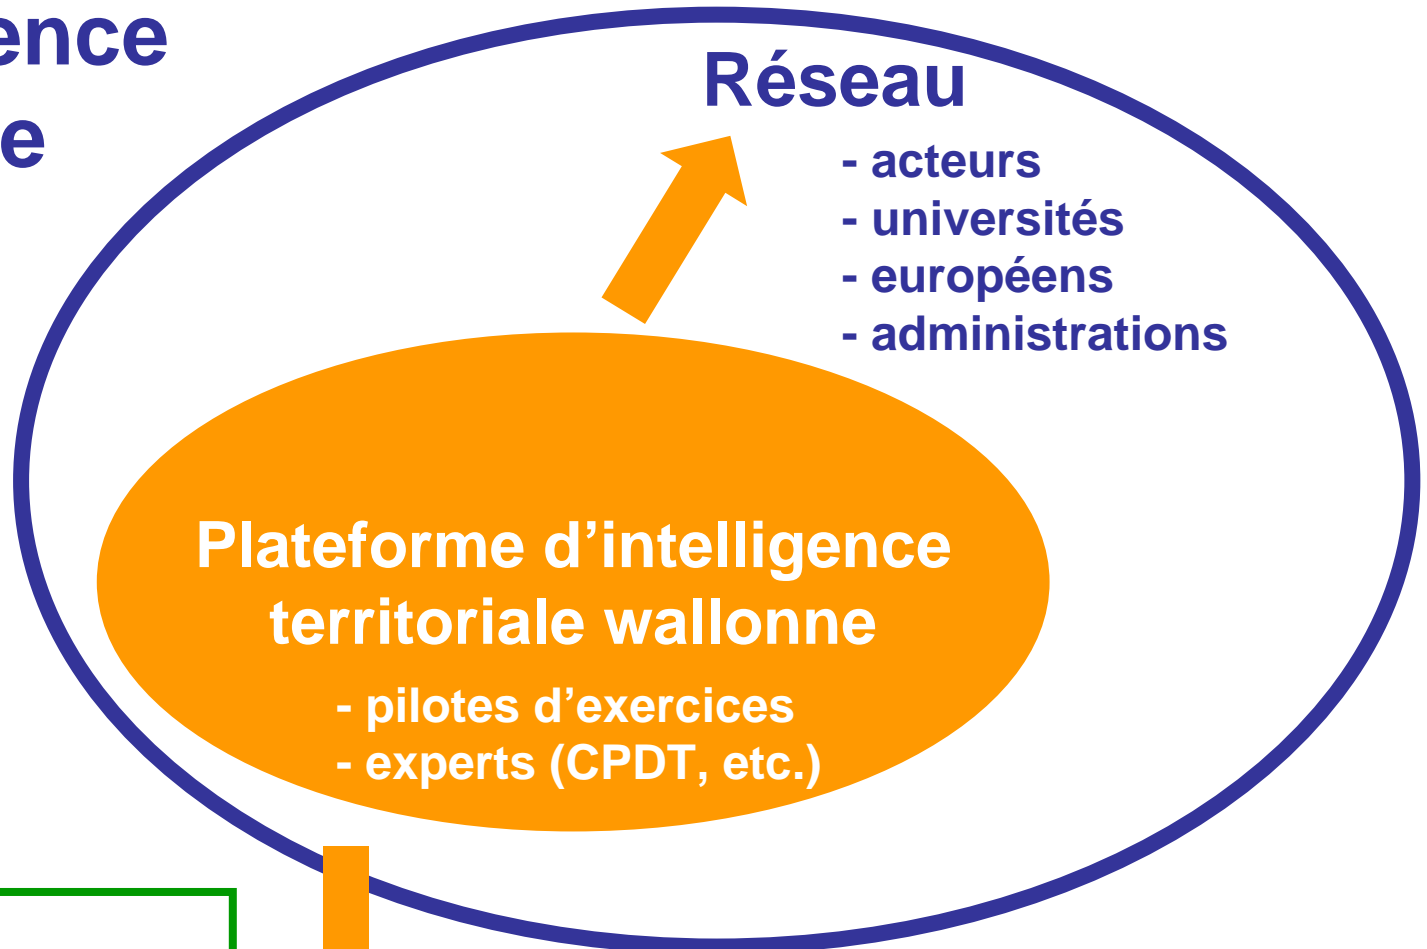 ence
e
Réseau
- acteurs
- universités
- européens
- administrations
Plateforme d’intelligence
territoriale wallonne
- pilotes d’exercices
- experts (CPDT, etc.)